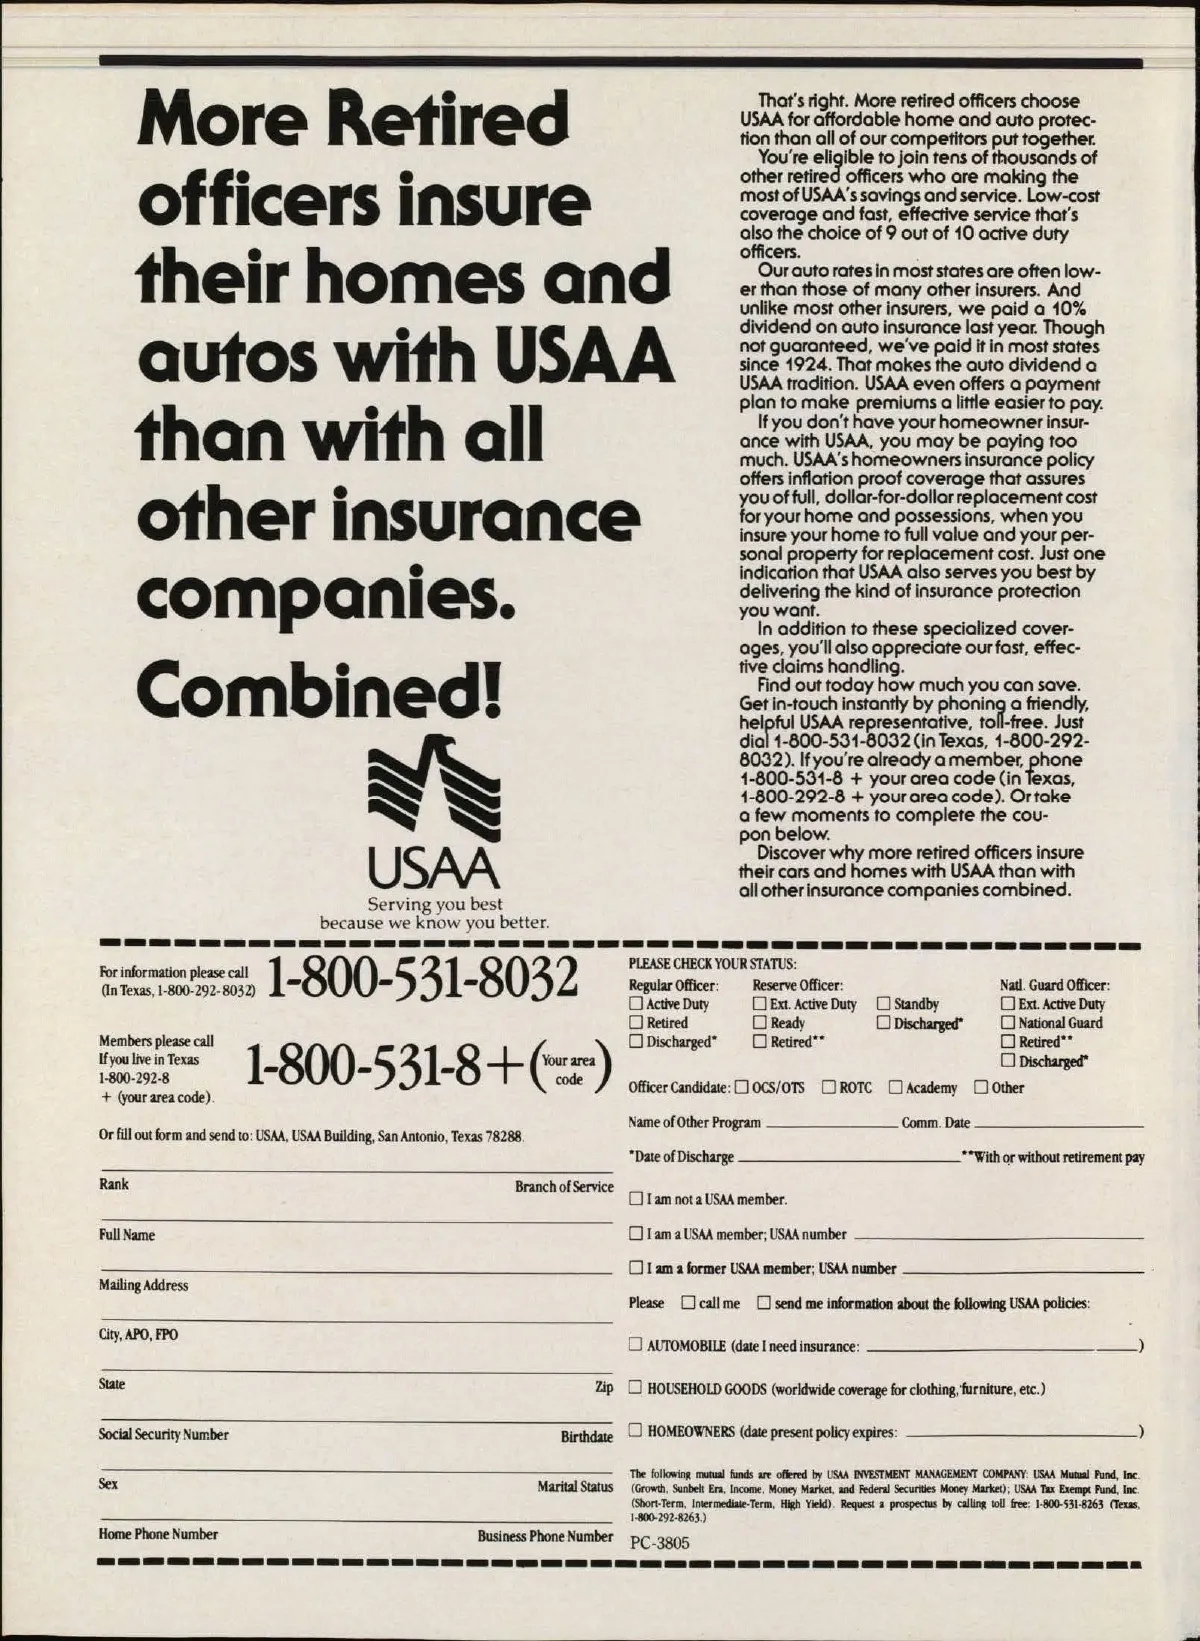 More Retired
officers insure
their homes and
autos with USAA
than with all
other insurance
companies.
Combined!
USAA
Serving you best
because we know you better.
That's right. More retired officers choose
USAA for affordable home and auto protec-
tion than all of our competitors put together.
You're eligible to join tens of thousands of
other retired officers who are making the
most of USAA's savings and service. Low-cost
coverage and fast, effective service that's
also the choice of 9 out of 10 active duty
officers.
Our auto rates in most states are often low-
er than those of many other insurers. And
unlike most other insurers, we paid a 10%
dividend on auto insurance last year. Though
not guaranteed, we've paid it in most states
since 1924. That makes the auto dividend a
USAA tradition. USAA even offers a payment
plan to make premiums a little easier to pay.
If you don't have your homeowner insur-
ance with USAA, you may be paying too
much. USAA's homeowners insurance policy
offers inflation proof coverage that assures
you of full, dollar-for-dollar replacement cost
for your home and possessions, when you
insure your home to full value and your per-
sonal property for replacement cost. Just one
indication that USAA also serves you best by
delivering the kind of insurance protection
you want.
In addition to these specialized cover-
ages, you'll also appreciate our fast, effec-
tive claims handling.
Find out today how much you can save.
Get in-touch instantly by phoning a friendly,
helpful USAA representative, toll-free. Just
dial 1-800-531-8032 (in Texas, 1-800-292-
8032). If you're already a member, phone
1-800-531-8 + your area code (in Texas,
1-800-292-8 + your area code). Or take
a few moments to complete the cou-
pon below.
Discover why more retired officers insure
their cars and homes with USAA than with
all other insurance companies combined.
For information please call
(In Texas, 1-800-292-8032)
1-800-531-8032
Members please call
If you live in Texas
1-800-292-8
+ (your area code).
1-800-531-8+(Your area code)
Or fill out form and send to: USAA, USAA Building, San Antonio, Texas 78288.
Rank Branch of Service
Full Name
Mailing Address
City, APO, FPO
State Zip
Social Security Number Birthdate
Sex Marital Status
Home Phone Number Business Phone Number
PLEASE CHECK YOUR STATUS:
Regular Officer: Reserve Officer: Natl. Guard Officer:
☐ Active Duty ☐ Ext. Active Duty ☐ Standby ☐ Ext. Active Duty
☐ Retired ☐ Ready ☐ Discharged* ☐ National Guard
☐ Discharged* ☐ Retired** ☐ Retired**
☐ Discharged*
Officer Candidate: ☐ OCS/OTS ☐ ROTC ☐ Academy ☐ Other
Name of Other Program ____ Comm. Date ____
*Date of Discharge ____ **With or without retirement pay
☐ I am not a USAA member.
☐ I am a USAA member; USAA number ____
☐ I am a former USAA member; USAA number ____
Please ☐ call me ☐ send me information about the following USAA policies:
☐ AUTOMOBILE (date I need insurance: ____)
☐ HOUSEHOLD GOODS (worldwide coverage for clothing, furniture, etc.)
☐ HOMEOWNERS (date present policy expires: ____)
The following mutual funds are offered by USAA INVESTMENT MANAGEMENT COMPANY: USAA Mutual Fund, Inc.
(Growth, Sunbelt Era, Income, Money Market, and Federal Securities Money Market); USAA Tax Exempt Fund, Inc.
(Short-Term, Intermediate-Term, High Yield). Request a prospectus by calling toll free: 1-800-531-8263 (Texas,
1-800-292-8263.)
PC-3805